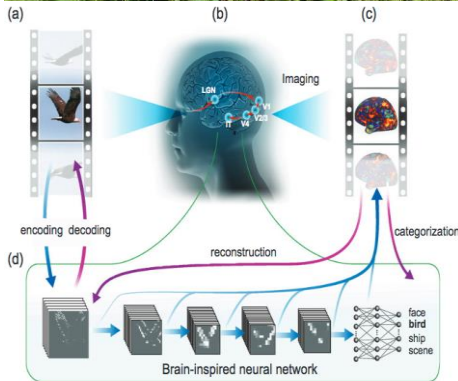 (a)
(b)
(c)
LGN
V1
V2/3
V4
IT
Imaging
encoding
decoding
reconstruction
categorization
(d)
face
bird
ship
scene
Brain-inspired neural network